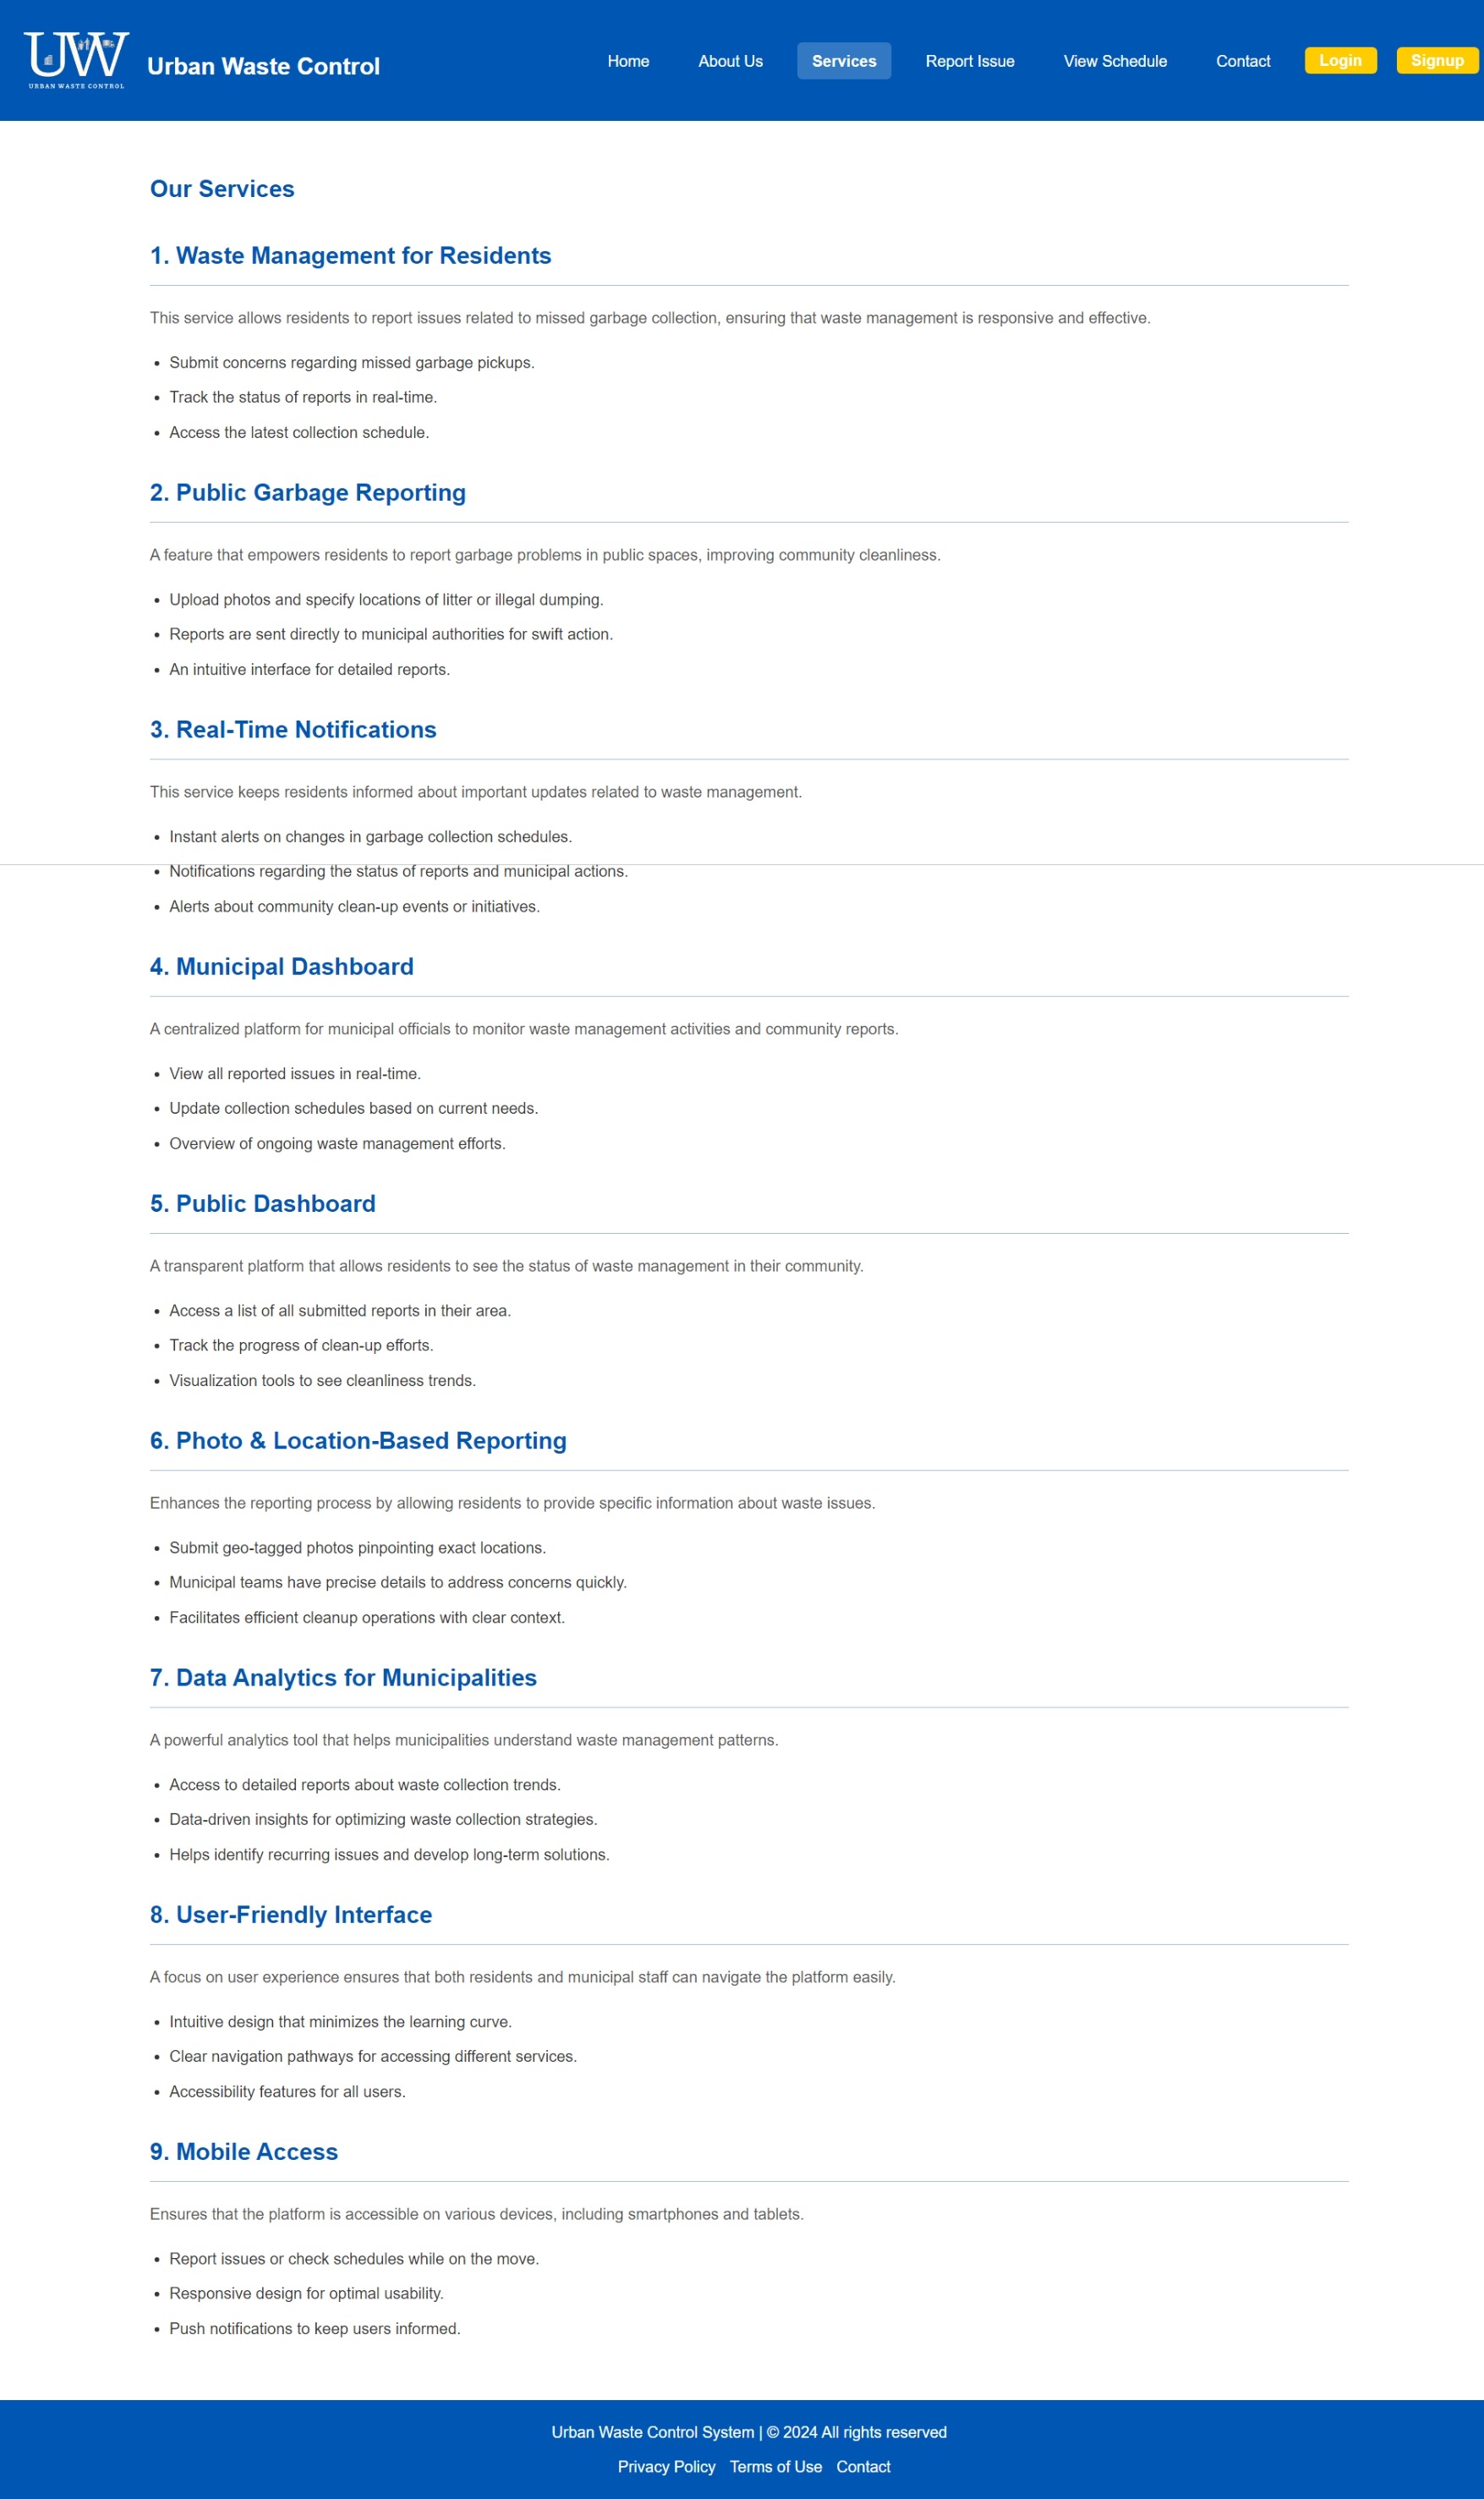 UW
URBAN WASTE CONTROL
Urban Waste Control
Home
About Us
Services
Report Issue
View Schedule
Contact
Login
Signup
Our Services
1. Waste Management for Residents
This service allows residents to report issues related to missed garbage collection, ensuring that waste management is responsive and effective.
• Submit concerns regarding missed garbage pickups.
• Track the status of reports in real-time.
• Access the latest collection schedule.
2. Public Garbage Reporting
A feature that empowers residents to report garbage problems in public spaces, improving community cleanliness.
• Upload photos and specify locations of litter or illegal dumping.
• Reports are sent directly to municipal authorities for swift action.
• An intuitive interface for detailed reports.
3. Real-Time Notifications
This service keeps residents informed about important updates related to waste management.
• Instant alerts on changes in garbage collection schedules.
• Notifications regarding the status of reports and municipal actions.
• Alerts about community clean-up events or initiatives.
4. Municipal Dashboard
A centralized platform for municipal officials to monitor waste management activities and community reports.
• View all reported issues in real-time.
• Update collection schedules based on current needs.
• Overview of ongoing waste management efforts.
5. Public Dashboard
A transparent platform that allows residents to see the status of waste management in their community.
• Access a list of all submitted reports in their area.
• Track the progress of clean-up efforts.
• Visualization tools to see cleanliness trends.
6. Photo & Location-Based Reporting
Enhances the reporting process by allowing residents to provide specific information about waste issues.
• Submit geo-tagged photos pinpointing exact locations.
• Municipal teams have precise details to address concerns quickly.
• Facilitates efficient cleanup operations with clear context.
7. Data Analytics for Municipalities
A powerful analytics tool that helps municipalities understand waste management patterns.
• Access to detailed reports about waste collection trends.
• Data-driven insights for optimizing waste collection strategies.
• Helps identify recurring issues and develop long-term solutions.
8. User-Friendly Interface
A focus on user experience ensures that both residents and municipal staff can navigate the platform easily.
• Intuitive design that minimizes the learning curve.
• Clear navigation pathways for accessing different services.
• Accessibility features for all users.
9. Mobile Access
Ensures that the platform is accessible on various devices, including smartphones and tablets.
• Report issues or check schedules while on the move.
• Responsive design for optimal usability.
• Push notifications to keep users informed.
Urban Waste Control System | © 2024 All rights reserved
Privacy Policy Terms of Use Contact